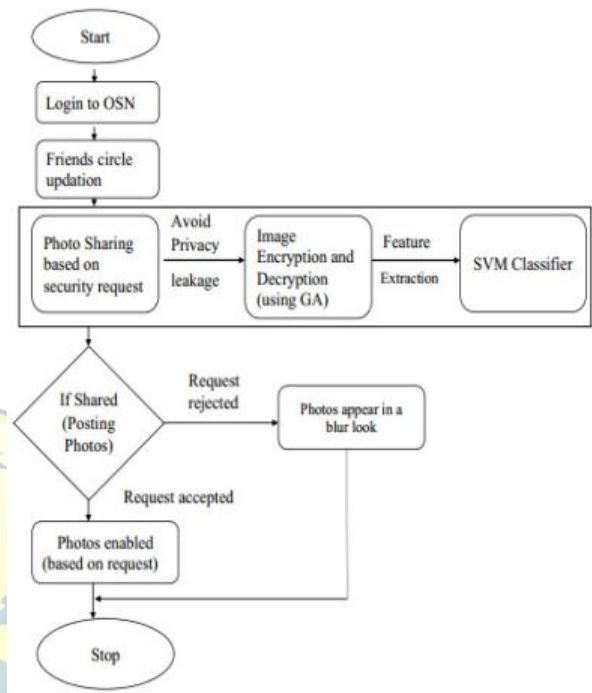 Start
Login to OSN
Friends circle
updation
Photo Sharing
based on
security request
Avoid
Privacy
leakage
Image
Encryption and
Decryption
(using GA)
Feature
Extraction
SVM Classifier
If Shared
(Posting
Photos)
Request
rejected
Photos appear in a
blur look
Request accepted
Photos enabled
(based on request)
Stop